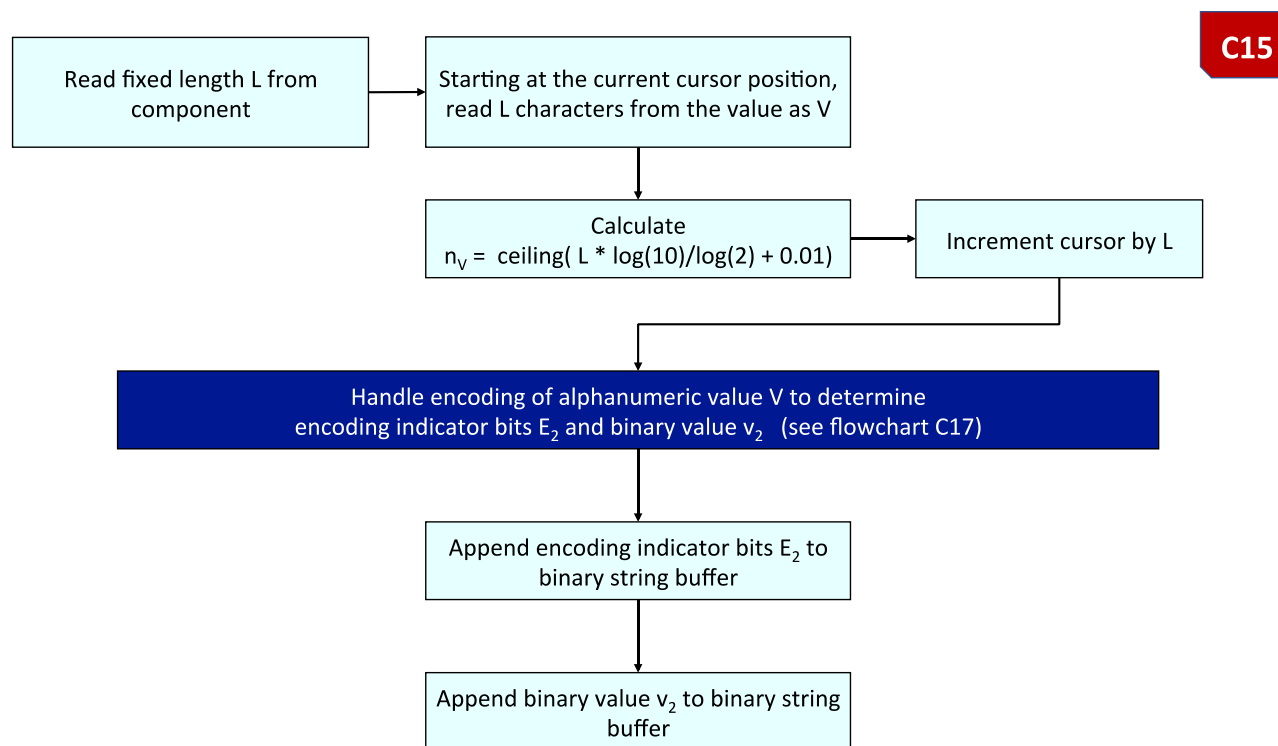 C15
Read fixed length L from
component
Starting at the current cursor position,
read L characters from the value as V
Calculate
nV = ceiling( L * log(10)/log(2) + 0.01)
Increment cursor by L
Handle encoding of alphanumeric value V to determine
encoding indicator bits E2 and binary value v2 (see flowchart C17)
Append encoding indicator bits E2 to
binary string buffer
Append binary value v2 to binary string
buffer